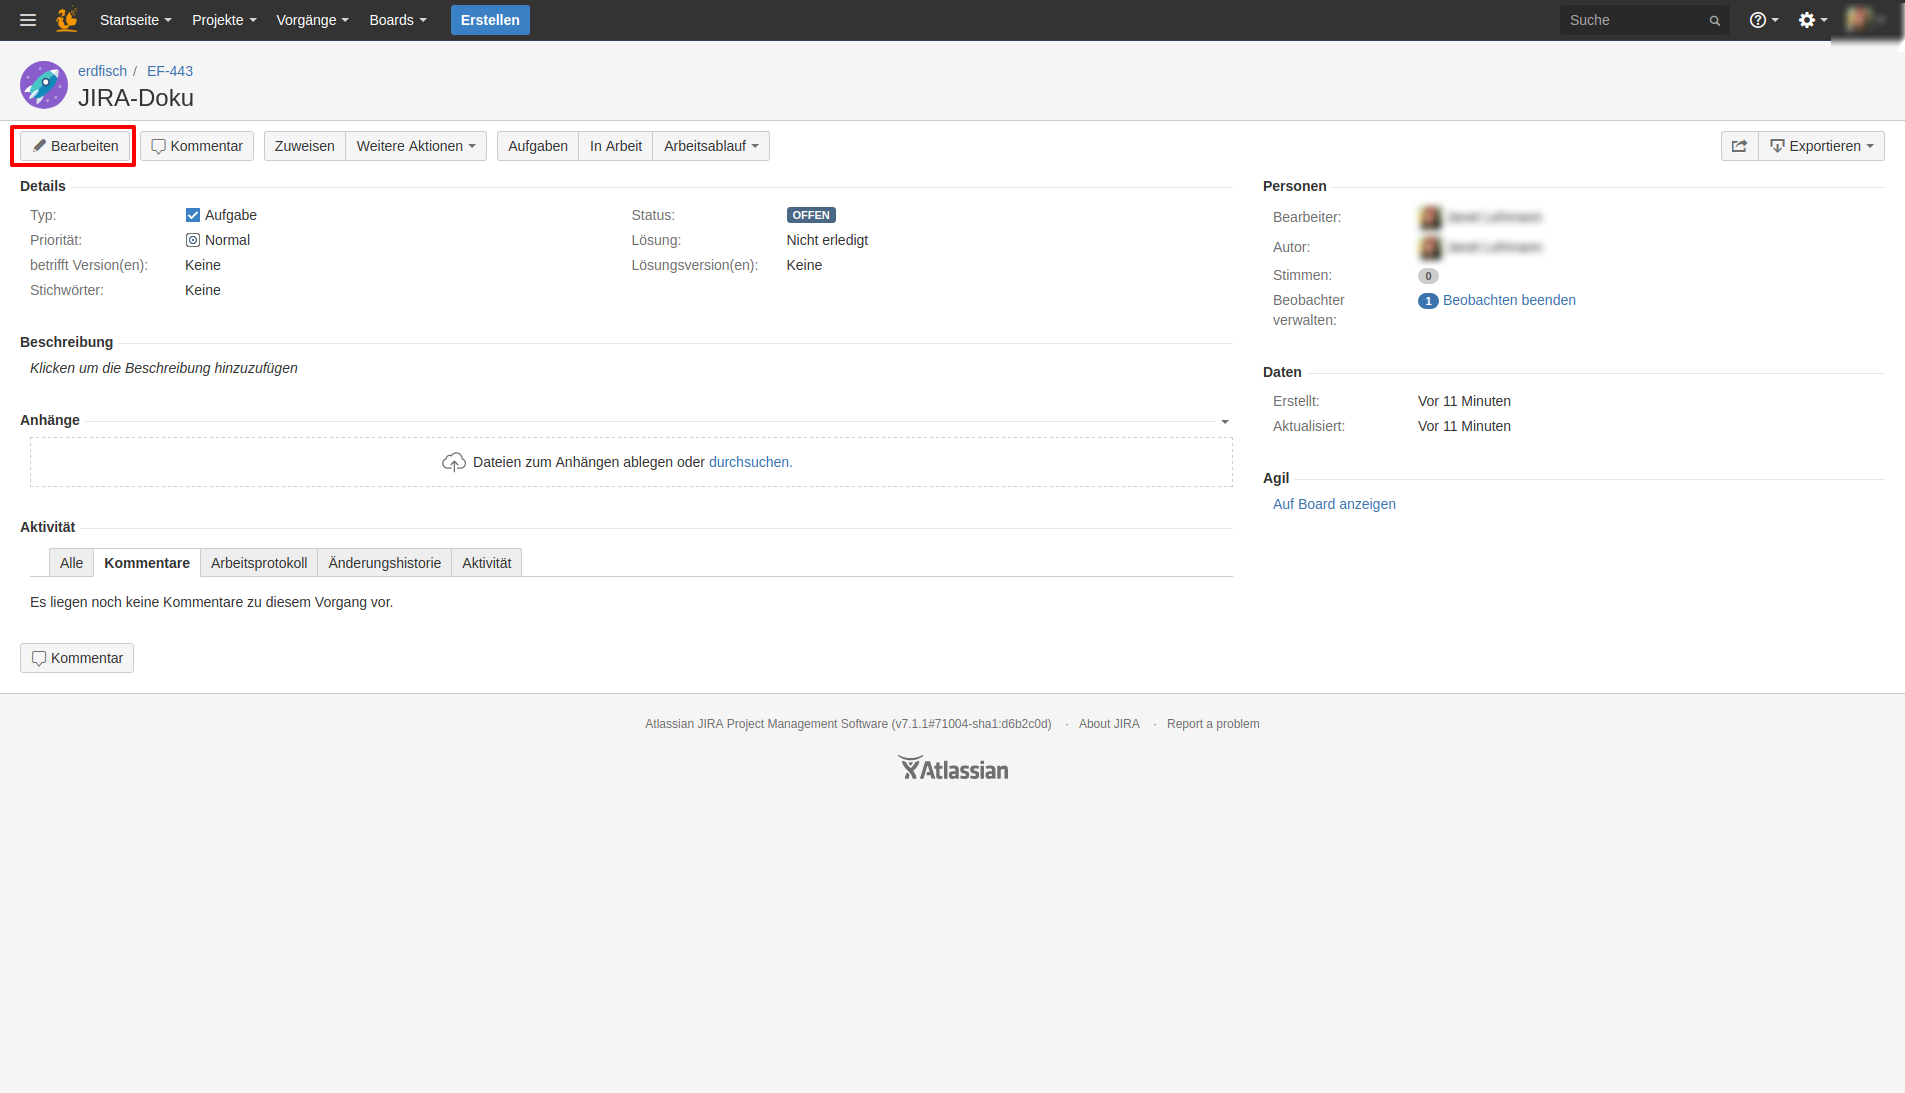 Startseite Projekte Vorgänge Boards Erstellen Suche
erdfisch / EF-443
JIRA-Doku
Bearbeiten Kommentar Zuweisen Weitere Aktionen Aufgaben In Arbeit Arbeitsablauf Exportieren
Details
Typ: Aufgabe Status: OFFEN
Priorität: Normal Lösung: Nicht erledigt
betrifft Version(en): Keine Lösungsversion(en): Keine
Stichwörter: Keine
Beschreibung
Klicken um die Beschreibung hinzuzufügen
Anhänge
Dateien zum Anhängen ablegen oder durchsuchen.
Aktivität
Alle Kommentare Arbeitsprotokoll Änderungshistorie Aktivität
Es liegen noch keine Kommentare zu diesem Vorgang vor.
Kommentar
Personen
Bearbeiter:
Autor:
Stimmen: 0
Beobachter verwalten: 1 Beobachten beenden
Daten
Erstellt: Vor 11 Minuten
Aktualisiert: Vor 11 Minuten
Agil
Auf Board anzeigen
Atlassian JIRA Project Management Software (v7.1.1#71004-sha1:d6b2c0d) · About JIRA · Report a problem
Atlassian